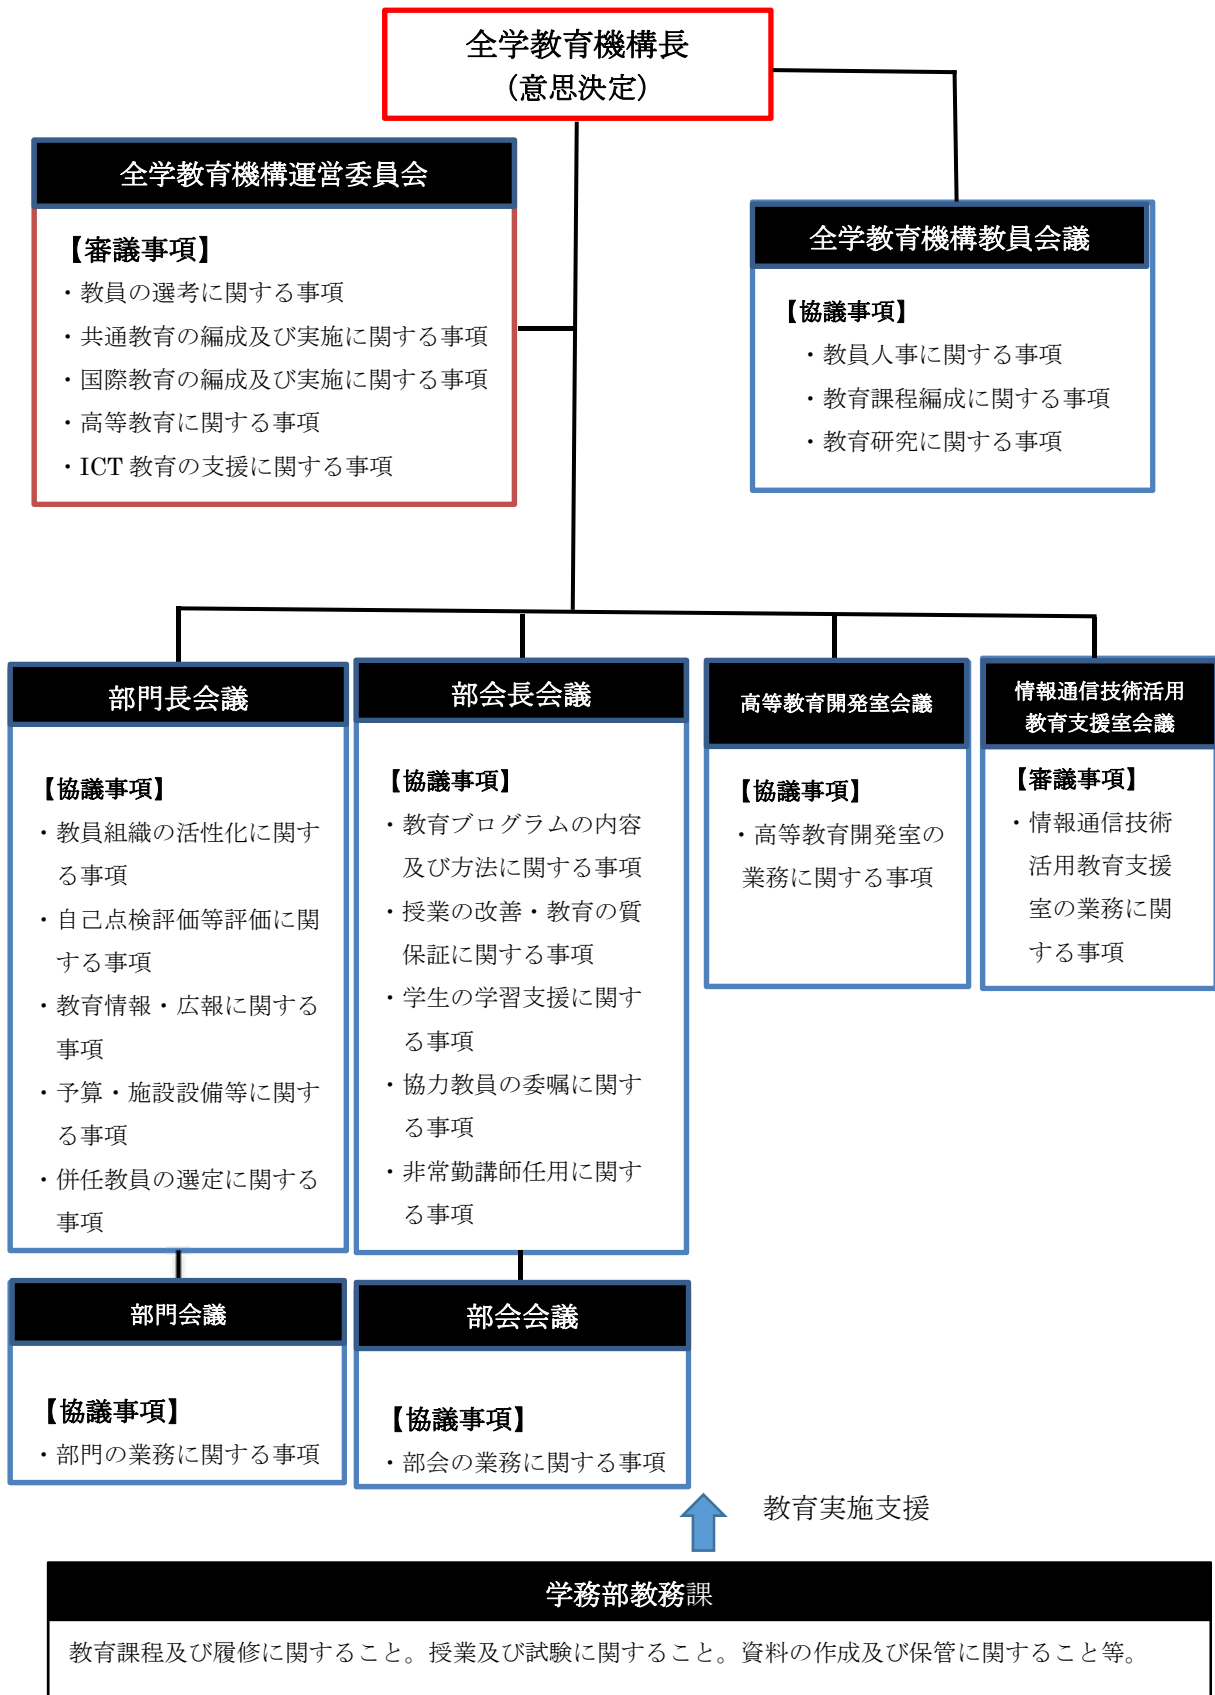 全学教育機構長
(意思決定)
全学教育機構運営委員会
【審議事項】
・教員の選考に関する事項
・共通教育の編成及び実施に関する事項
・国際教育の編成及び実施に関する事項
・高等教育に関する事項
・ICT 教育の支援に関する事項
全学教育機構教員会議
【協議事項】
・教員人事に関する事項
・教育課程編成に関する事項
・教育研究に関する事項
部門長会議
【協議事項】
・教員組織の活性化に関す
る事項
・自己点検評価等評価に関
する事項
・教育情報・広報に関する
事項
・予算・施設設備等に関す
る事項
・併任教員の選定に関する
事項
部会長会議
【協議事項】
・教育プログラムの内容
及び方法に関する事項
・授業の改善・教育の質
保証に関する事項
・学生の学習支援に関す
る事項
・協力教員の委嘱に関す
る事項
・非常勤講師任用に関す
る事項
高等教育開発室会議
【協議事項】
・高等教育開発室の
業務に関する事項
情報通信技術活用
教育支援室会議
【審議事項】
・情報通信技術
活用教育支援
室の業務に関
する事項
部門会議
【協議事項】
・部門の業務に関する事項
部会会議
【協議事項】
・部会の業務に関する事項
教育実施支援
学務部教務課
教育課程及び履修に関すること。授業及び試験に関すること。資料の作成及び保管に関すること等。